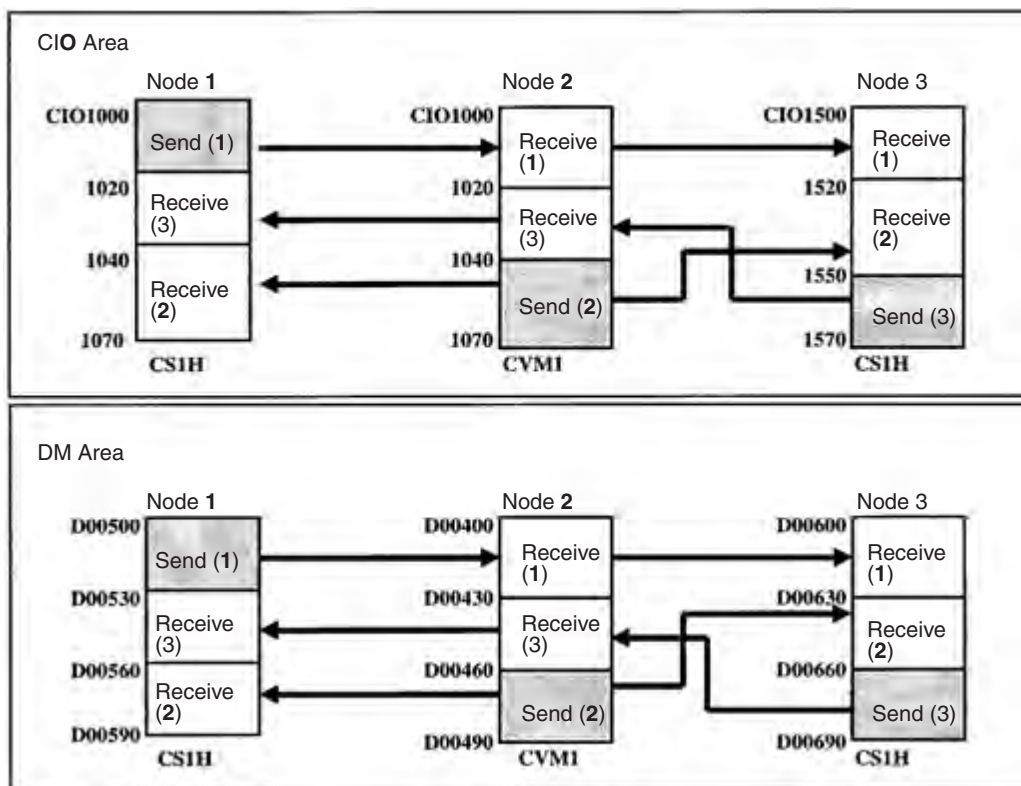 CIO Area
Node 1
Node 2
Node 3
CIO1000
Send (1)
1020
Receive
(3)
1040
Receive
(2)
1070
CS1H
CIO1000
Receive
(1)
1020
Receive
(3)
1040
Send (2)
1070
CVM1
CIO1500
Receive
(1)
1520
Receive
(2)
1550
Send (3)
1570
CS1H
DM Area
Node 1
Node 2
Node 3
D00500
Send (1)
D00530
Receive
(3)
D00560
Receive
(2)
D00590
CS1H
D00400
Receive
(1)
D00430
Receive
(3)
D00460
Send (2)
D00490
CVM1
D00600
Receive
(1)
D00630
Receive
(2)
D00660
Send (3)
D00690
CS1H